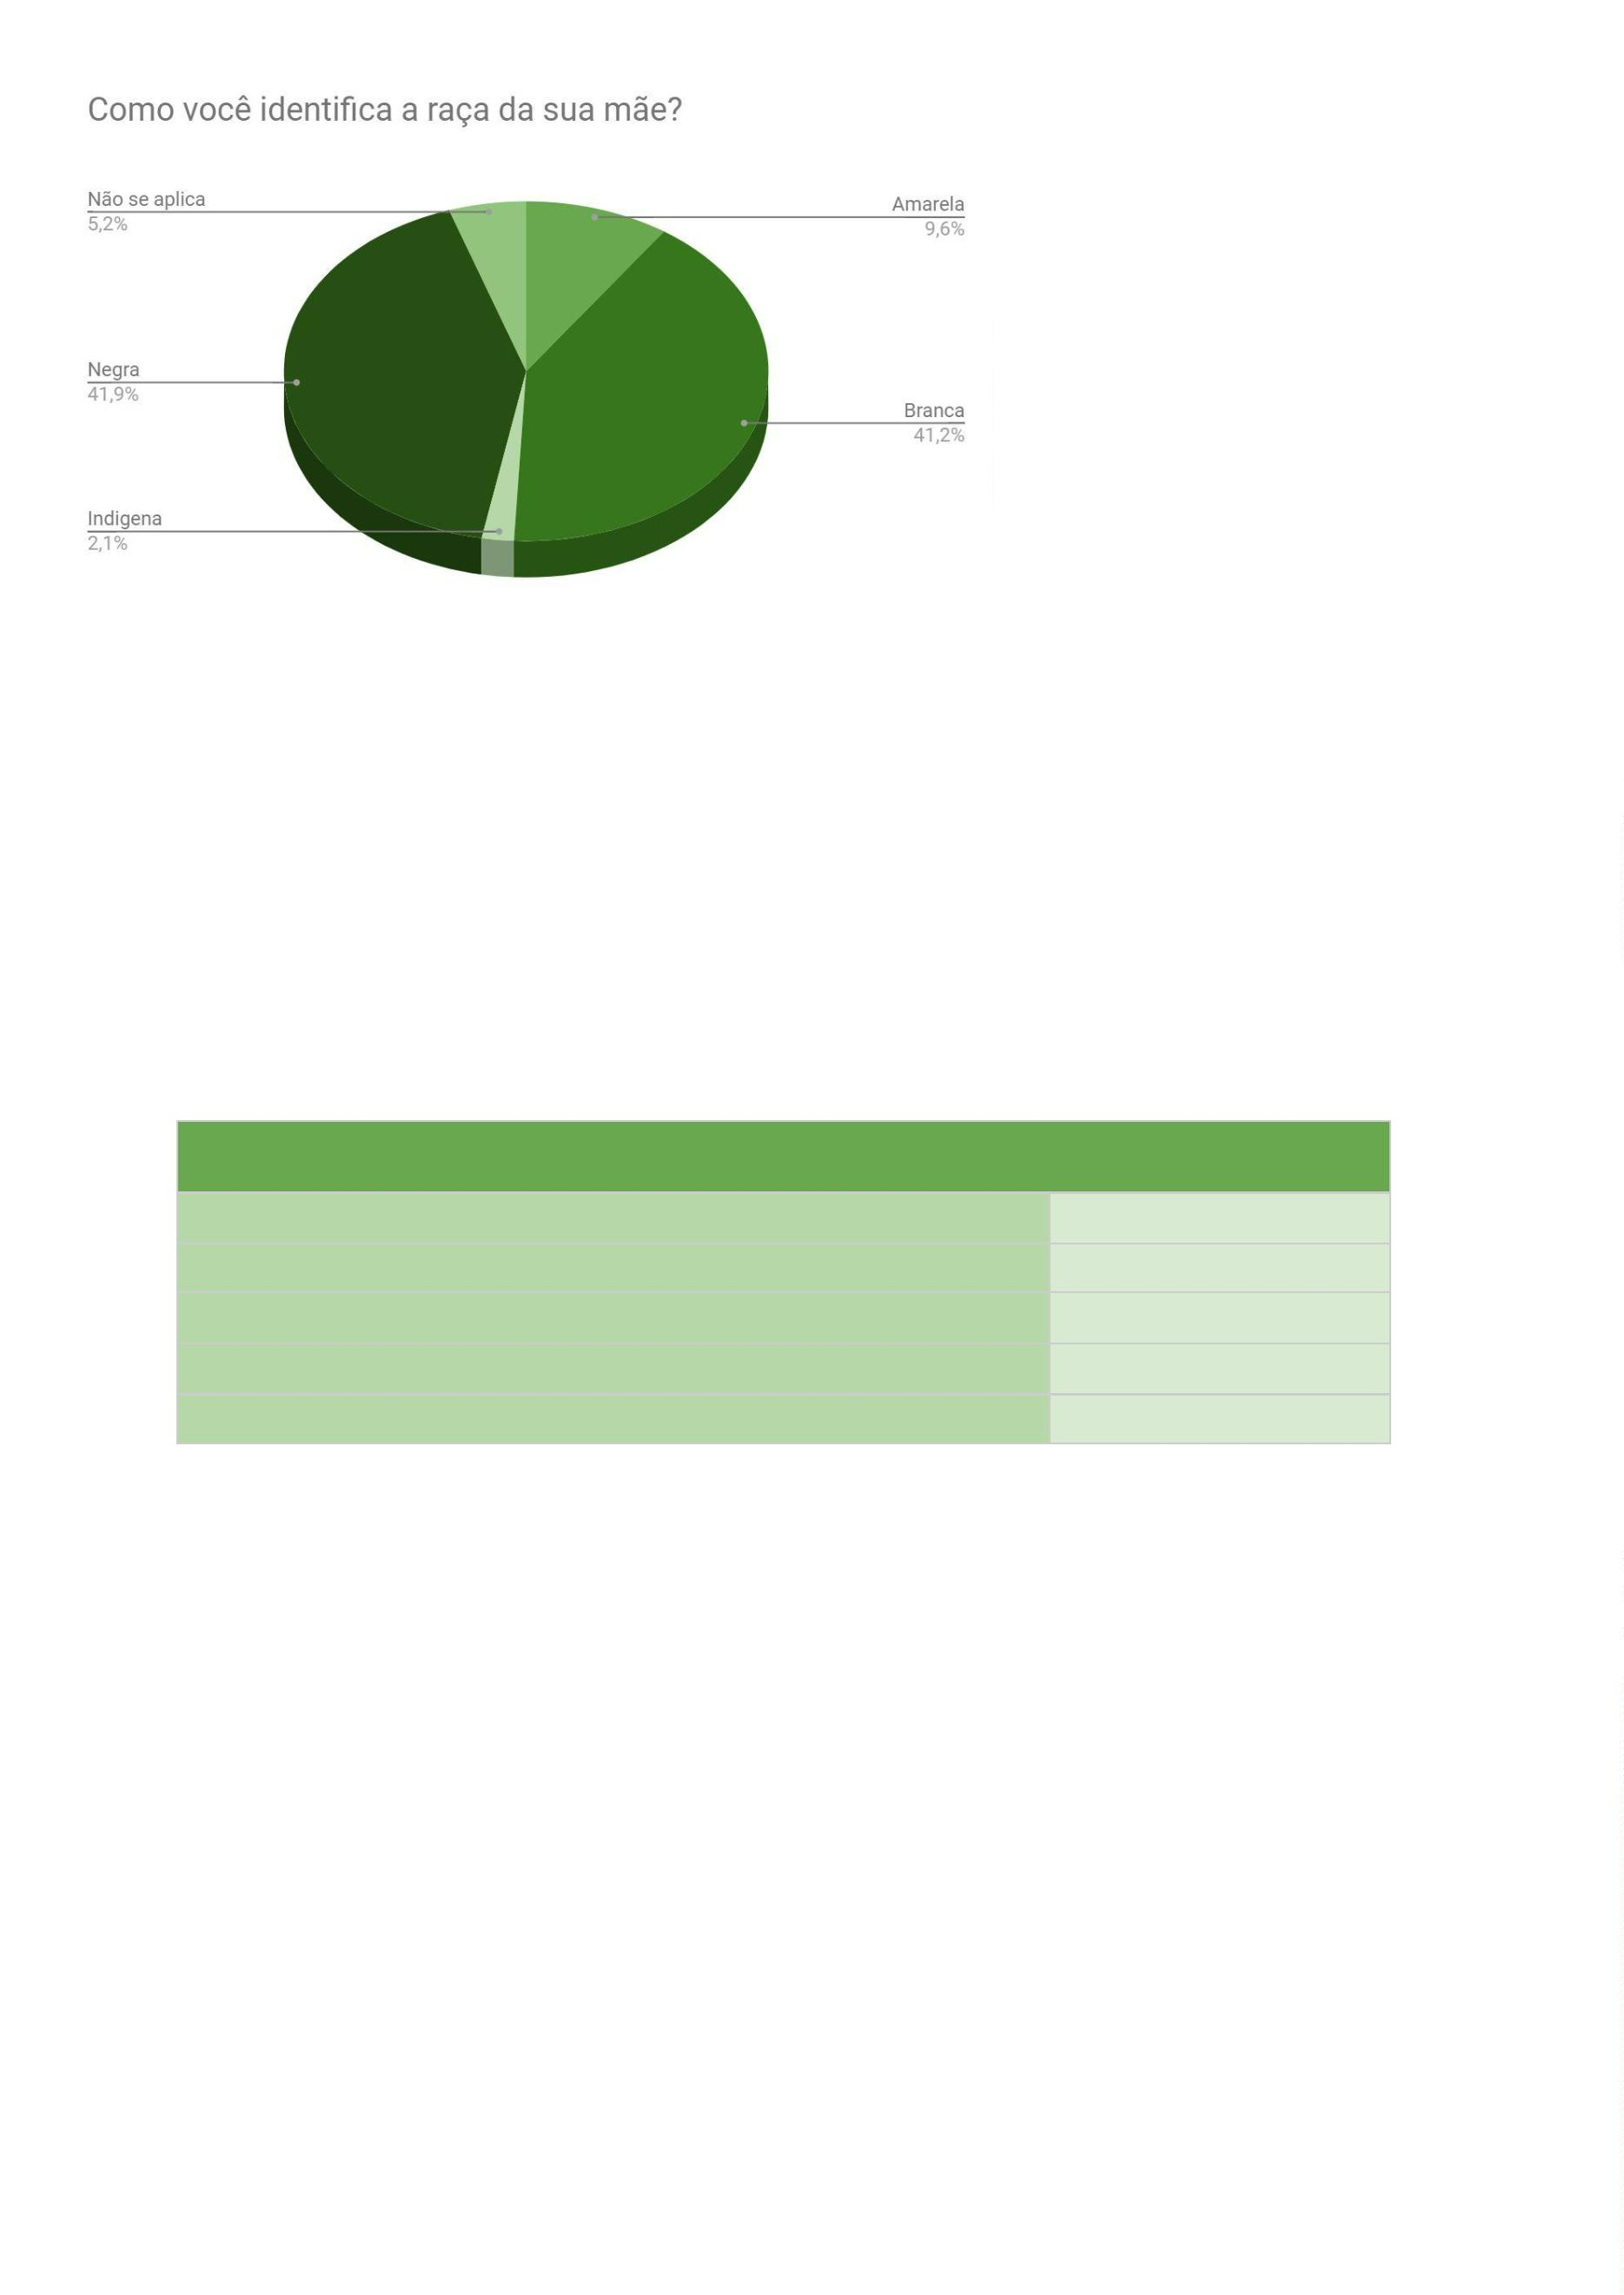 Como você identifica a raça da sua mãe?
Não se aplica
5,2%
Amarela
9,6%
Negra
41,9%
Branca
41,2%
Indigena
2,1%